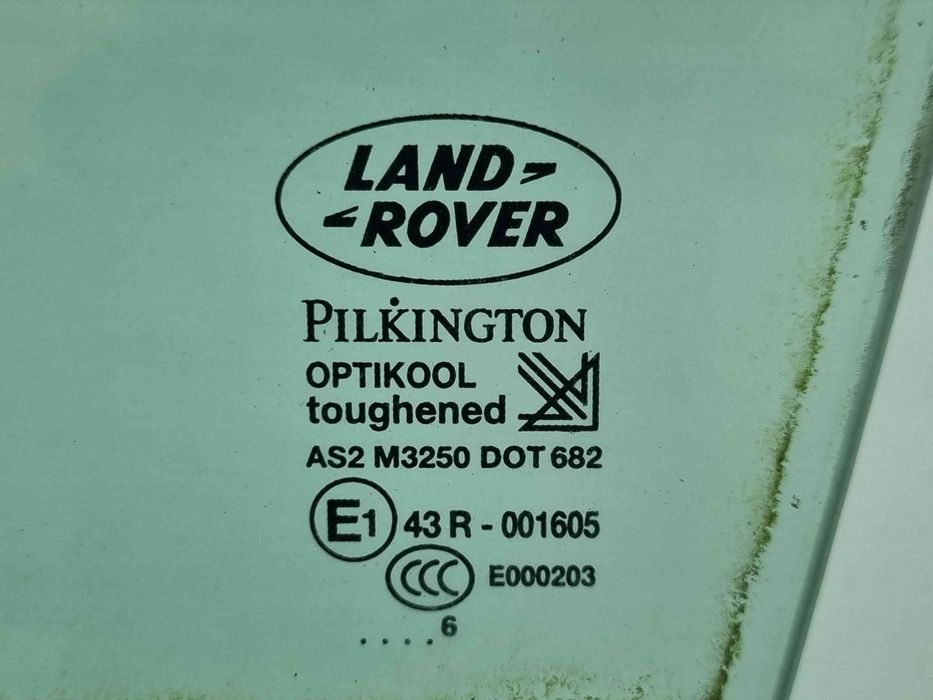 LAND
ROVER
PILKINGTON
OPTIKOOL
toughened
AS2 M3250 DOT 682
E1 43 R - 001605
CCC E000203
. . . . 6